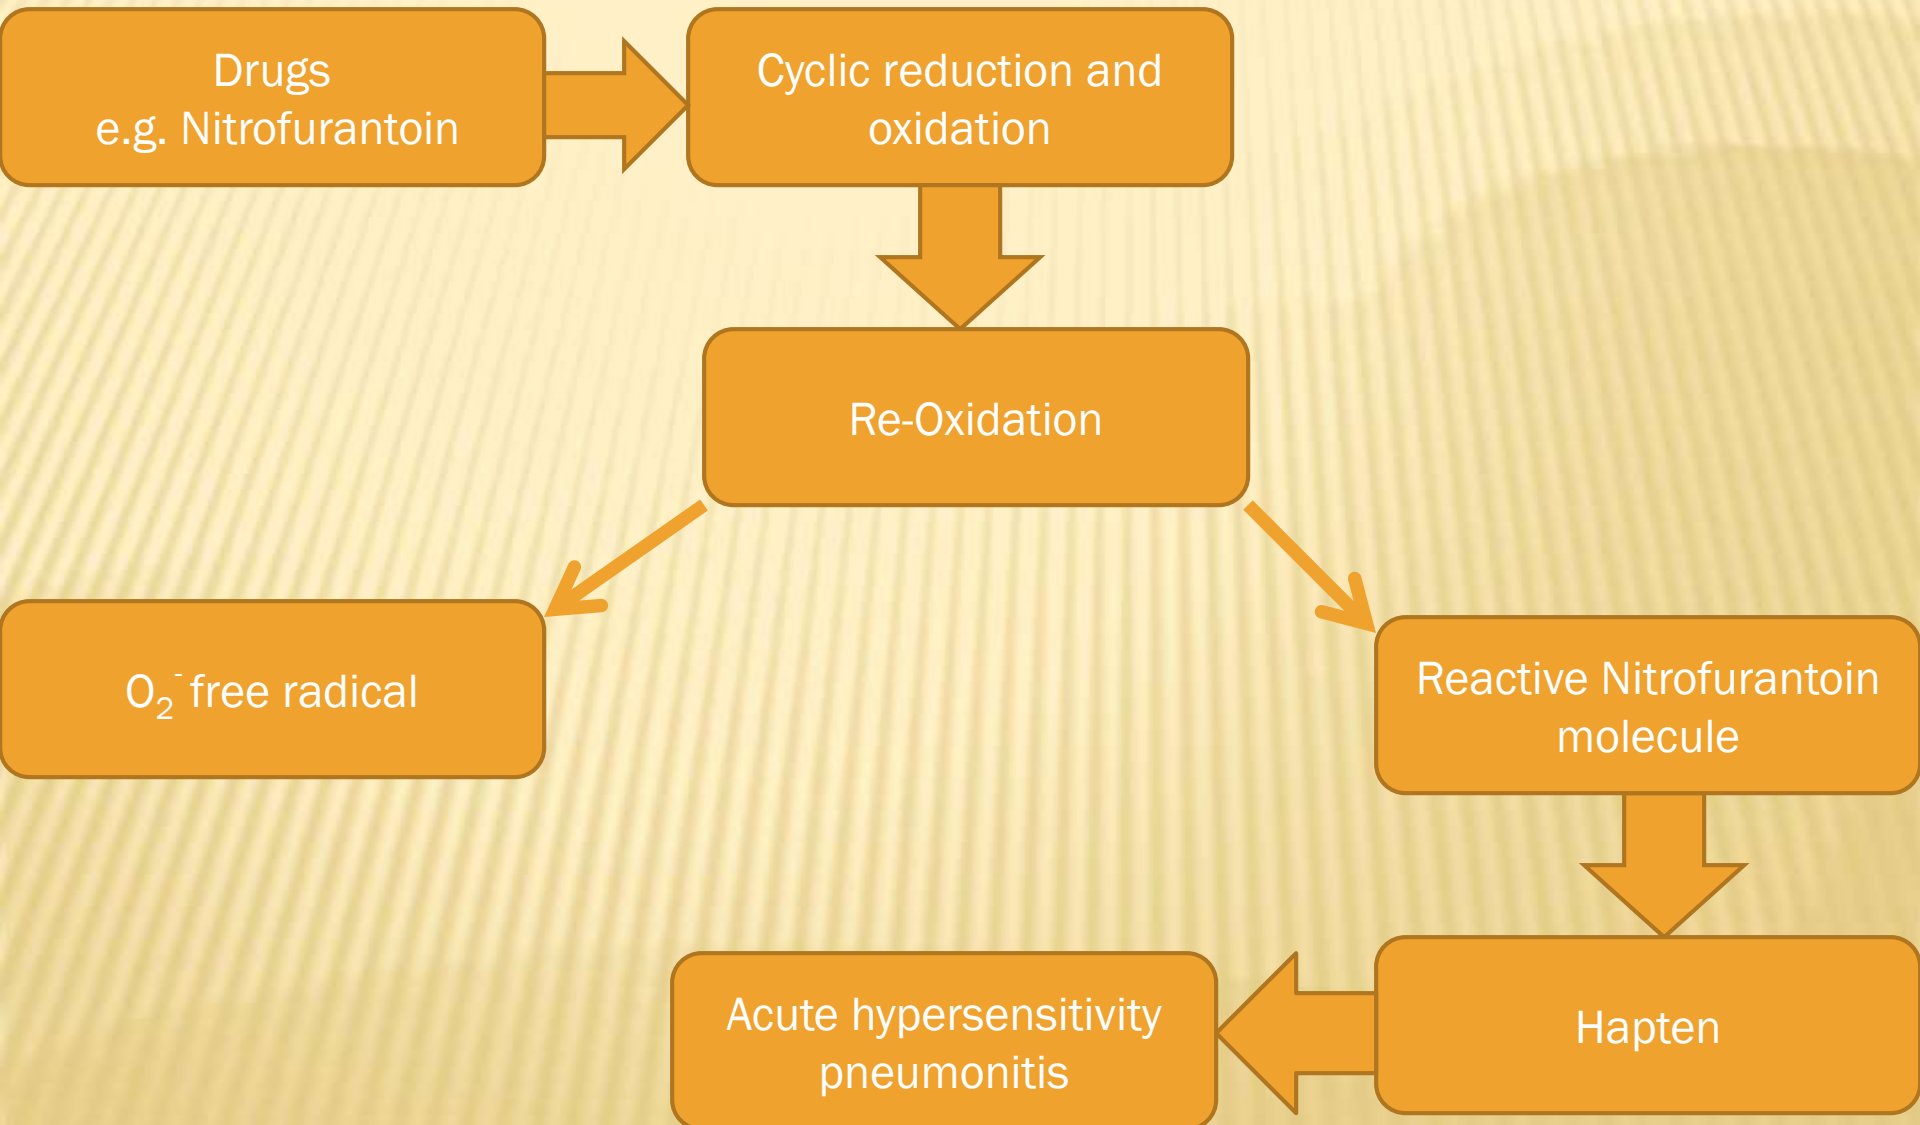 Drugs
e.g. Nitrofurantoin
Cyclic reduction and
oxidation
Re-Oxidation
O₂⁻ free radical
Reactive Nitrofurantoin
molecule
Hapten
Acute hypersensitivity
pneumonitis